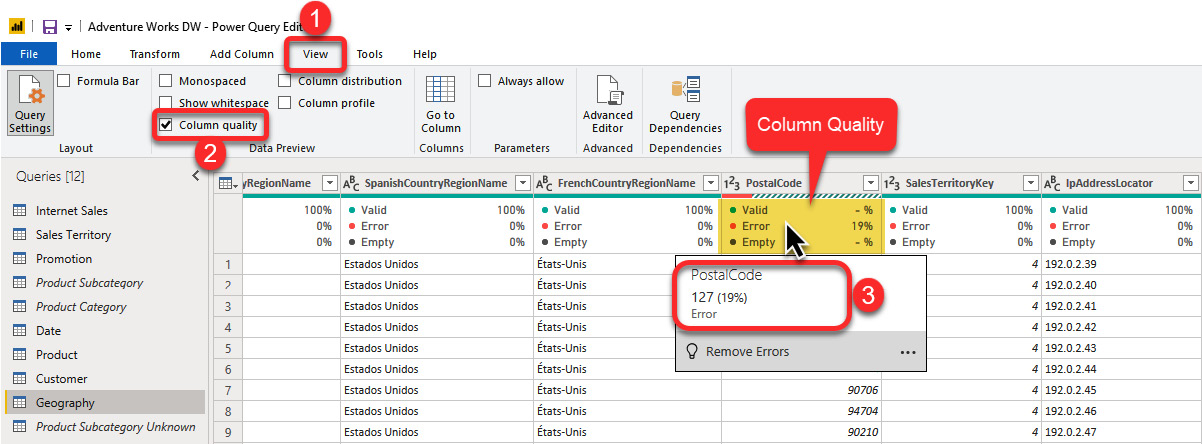 Adventure Works DW - Power Query Edit
1
File Home Transform Add Column View Tools Help
Query Settings
Formula Bar
Layout
Monospaced
Show whitespace
Column quality
2
Column distribution
Column profile
Data Preview
Go to Column
Columns
Always allow
Parameters
Advanced Editor
Advanced
Query Dependencies
Dependencies
Column Quality
Queries [12]
Internet Sales
Sales Territory
Promotion
Product Subcategory
Product Category
Date
Product
Customer
Geography
Product Subcategory Unknown
yRegionName ABC SpanishCountryRegionName ABC FrenchCountryRegionName 123 PostalCode 123 SalesTerritoryKey ABC IpAddressLocator
100% Valid 100% Valid 100% Valid - % Valid 100% Valid 100%
0% Error 0% Error 0% Error 19% Error 0% Error 0%
0% Empty 0% Empty 0% Empty - % Empty 0% Empty 0%
1 Estados Unidos États-Unis 4 192.0.2.39
2 Estados Unidos États-Unis 4 192.0.2.40
3 Estados Unidos États-Unis 4 192.0.2.41
4 Estados Unidos États-Unis 4 192.0.2.42
5 Estados Unidos États-Unis 4 192.0.2.43
6 Estados Unidos États-Unis 4 192.0.2.44
7 Estados Unidos États-Unis 90706 4 192.0.2.45
8 Estados Unidos États-Unis 94704 4 192.0.2.46
9 Estados Unidos États-Unis 90210 4 192.0.2.47
PostalCode
127 (19%)
Error
3
Remove Errors